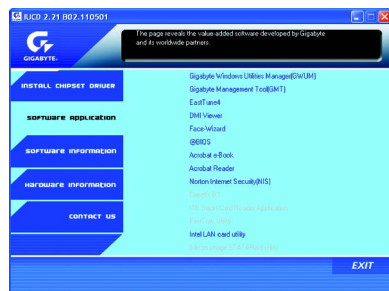 IUCD 2.21 B02.110501
The page reveals the value-added software developed by Gigabyte
and its worldwide partners.
GIGABYTE
INSTALL CHIPSET DRIVER
SOFTWARE APPLICATION
SOFTWARE INFORMATION
HARDWARE INFORMATION
CONTACT US
Gigabyte Windows Utilities Manager(GWUM)
Gigabyte Management Tool(GMT)
EastTune4
DMI Viewer
Face-Wizard
@BIOS
Acrobat e-Book
Acrobat Reader
Norton Internet Security(NIS)
Intel LAN card utility
EXIT